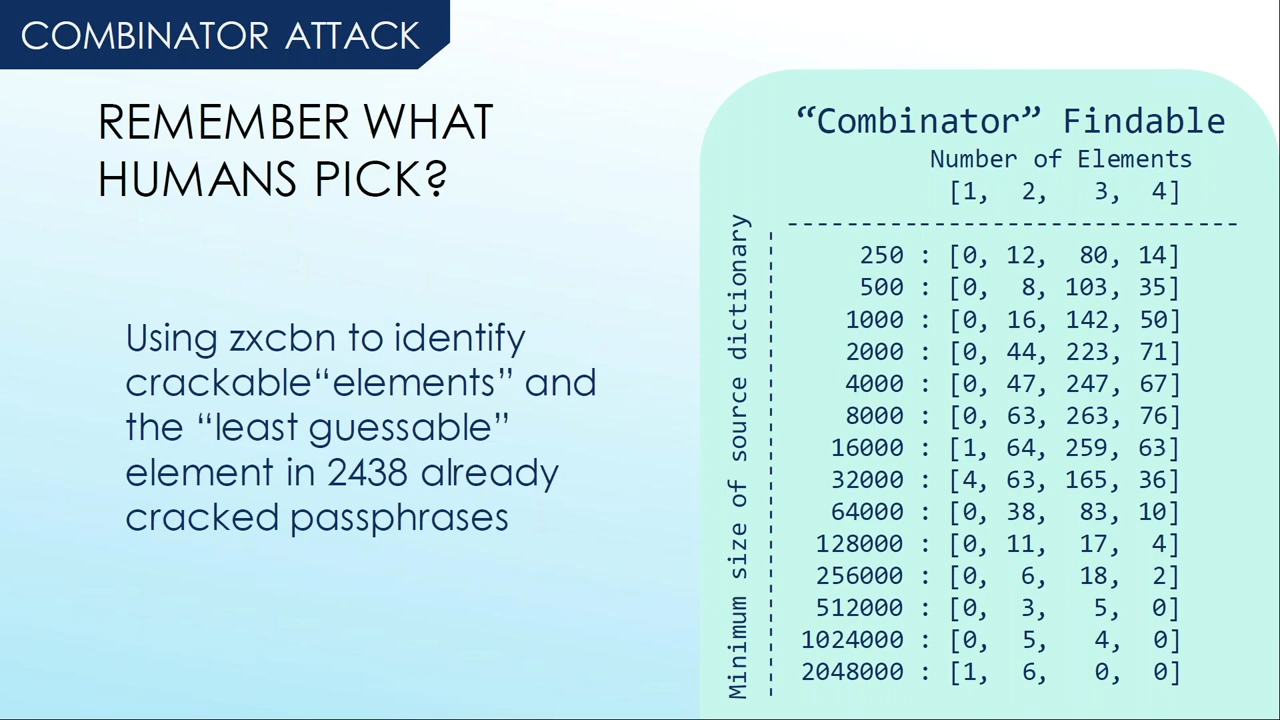 COMBINATOR ATTACK
REMEMBER WHAT
HUMANS PICK?
Using zxcbn to identify
crackable“elements” and
the “least guessable”
element in 2438 already
cracked passphrases
“Combinator” Findable
Number of Elements
[1, 2, 3, 4]
-----------------------------
Minimum size of source dictionary
250 : [0, 12, 80, 14]
500 : [0, 8, 103, 35]
1000 : [0, 16, 142, 50]
2000 : [0, 44, 223, 71]
4000 : [0, 47, 247, 67]
8000 : [0, 63, 263, 76]
16000 : [1, 64, 259, 63]
32000 : [4, 63, 165, 36]
64000 : [0, 38, 83, 10]
128000 : [0, 11, 17, 4]
256000 : [0, 6, 18, 2]
512000 : [0, 3, 5, 0]
1024000 : [0, 5, 4, 0]
2048000 : [1, 6, 0, 0]